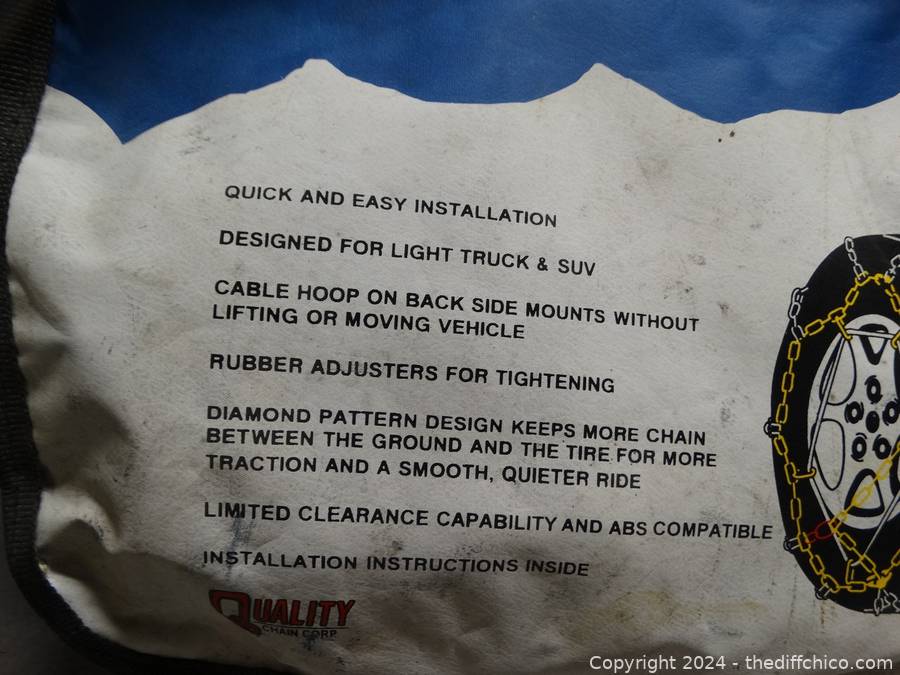 QUICK AND EASY INSTALLATION
DESIGNED FOR LIGHT TRUCK & SUV
CABLE HOOP ON BACK SIDE MOUNTS WITHOUT
LIFTING OR MOVING VEHICLE
RUBBER ADJUSTERS FOR TIGHTENING
DIAMOND PATTERN DESIGN KEEPS MORE CHAIN
BETWEEN THE GROUND AND THE TIRE FOR MORE
TRACTION AND A SMOOTH, QUIETER RIDE
LIMITED CLEARANCE CAPABILITY AND ABS COMPATIBLE
INSTALLATION INSTRUCTIONS INSIDE
QUALITY
CHAIN CORP.
Copyright 2024 - thediffchico.com